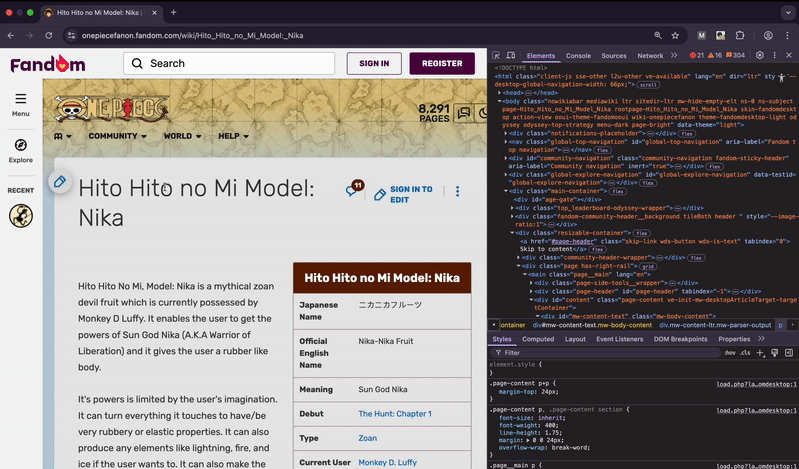 Hito Hito no Mi Model: Nika |
onepiecefanon.fandom.com/wiki/Hito_Hito_no_Mi_Model:_Nika
Fandom
Search
SIGN IN
REGISTER
Menu
Explore
RECENT
ONE PIECE
8,291
PAGES
COMMUNITY
WORLD
HELP
Hito Hito no Mi Model:
Nika
11
SIGN IN TO
EDIT
Hito Hito No Mi, Model: Nika is a mythical zoan
devil fruit which is currently possessed by
Monkey D Luffy. It enables the user to get the
powers of Sun God Nika (A.K.A Warrior of
Liberation) and it gives the user a rubber like
body.
It's powers is limited by the user's imagination.
It can turn everything it touches to have/be
very rubbery or elastic properties. It can also
produce any elements like lightning, fire, and
ice if the user wants to. It can also make the
Hito Hito no Mi Model: Nika
Japanese Name
ニカニカフルーツ
Official English Name
Nika-Nika Fruit
Meaning
Sun God Nika
Debut
The Hunt: Chapter 1
Type
Zoan
Current User
Monkey D. Luffy
Elements
Console
Sources
Network
21
16
304
<!DOCTYPE html>
<html class="client-js sse-other l2u-other ve-available" lang="en" dir="ltr" sty
desktop-global-navigation-width: 66px;"> scroll
<head>…</head>
<body class="nowikiabar mediawiki ltr sitedir-ltr mw-hide-empty-elt ns-0 ns-subject
rootpage-Hito_Hito_no_Mi_Model_Nika skin-fandomdesktop
action-view ooui-theme-fandomooui wiki-onepiecefanon theme-fandomdesktop-light
odyssey-top-strategy menu-dark page-bright" data-theme="light">
<div class="notifications-placeholder">…</div> flex
<div class="global-top-navigation" id="global-top-navigation" aria-label="Fandom
top navigation">…</nav> flex
<div id="community-navigation" class="community-navigation fandom-sticky-header"
aria-label="Community navigation" inert="true">…</div> flex
<div class="global-explore-navigation" id="global-explore-navigation" data-testid=
"global-explore-navigation">…</div> flex
<div class="main-container">
<div id="age-gate"></div>
<div class="top_leaderboard-odyssey-wrapper">…</div>
<div class="fandom-community-header__background tileBoth header " style="--image-
ratio:1;">…</div>
<div class="resizable-container"> flex
<a href="#page-header" class="skip-link wds-button wds-is-text" tabindex="0">
Skip to content</a> flex
<div class="community-header-wrapper">…</div> flex
<div class="page has-right-rail"> grid
<main class="page__main" lang="en">
<div class="page-side-tools__wrapper">…</div>
<div id="page-header" class="page-header" tabindex="-1">…</div>
<div id="content" class="page-content ve-init-mw-desktopArticleTarget-target
Container">
<div id="mw-content-text" class="mw-body-content">
ontainer
div#mw-content-text.mw-body-content
div.mw-content-ltr.mw-parser-output
p
Styles
Computed
Layout
Event Listeners
DOM Breakpoints
Properties
Filter
:hov
.cls
element.style {
}
.page-content p+p {
load.php?la…omdesktop:1
margin-top: 24px;
}
.page-content p, .page-content section {
load.php?la…omdesktop:1
font-size: inherit;
font-weight: 400;
line-height: 1.75;
margin: 0 0 24px;
overflow-wrap: break-word;
}
.page__main p {
load.php?la…omdesktop:1